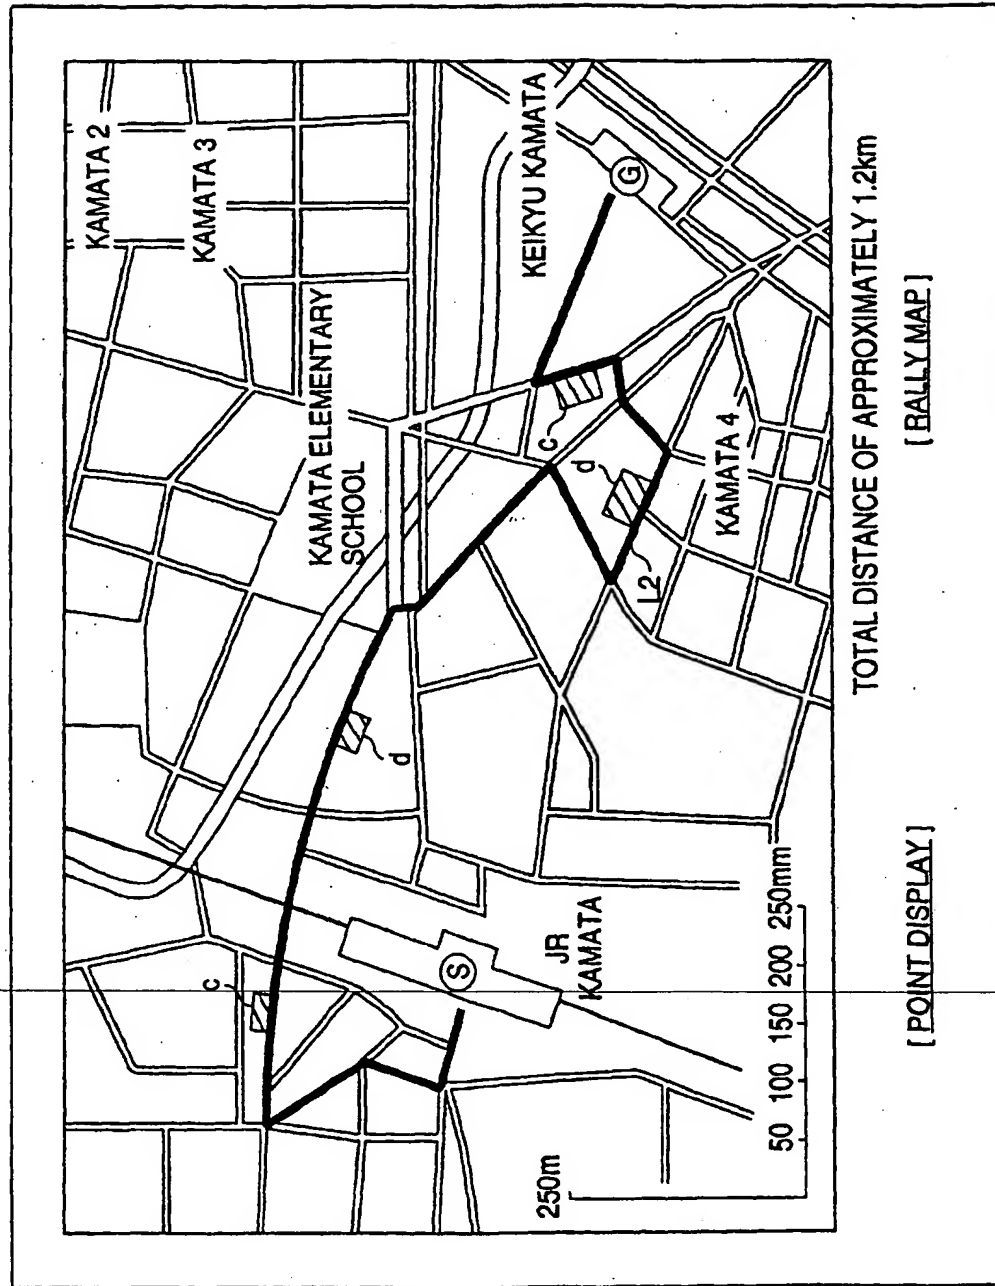 KAMATA 2
KAMATA 3
KAMATA ELEMENTARY
SCHOOL
KEIKYU KAMATA
G
c
c
d
d
L2
KAMATA 4
S
JR
KAMATA
250m
50 100 150 200 250mm
TOTAL DISTANCE OF APPROXIMATELY 1.2km
[POINT DISPLAY]
[RALLY MAP]